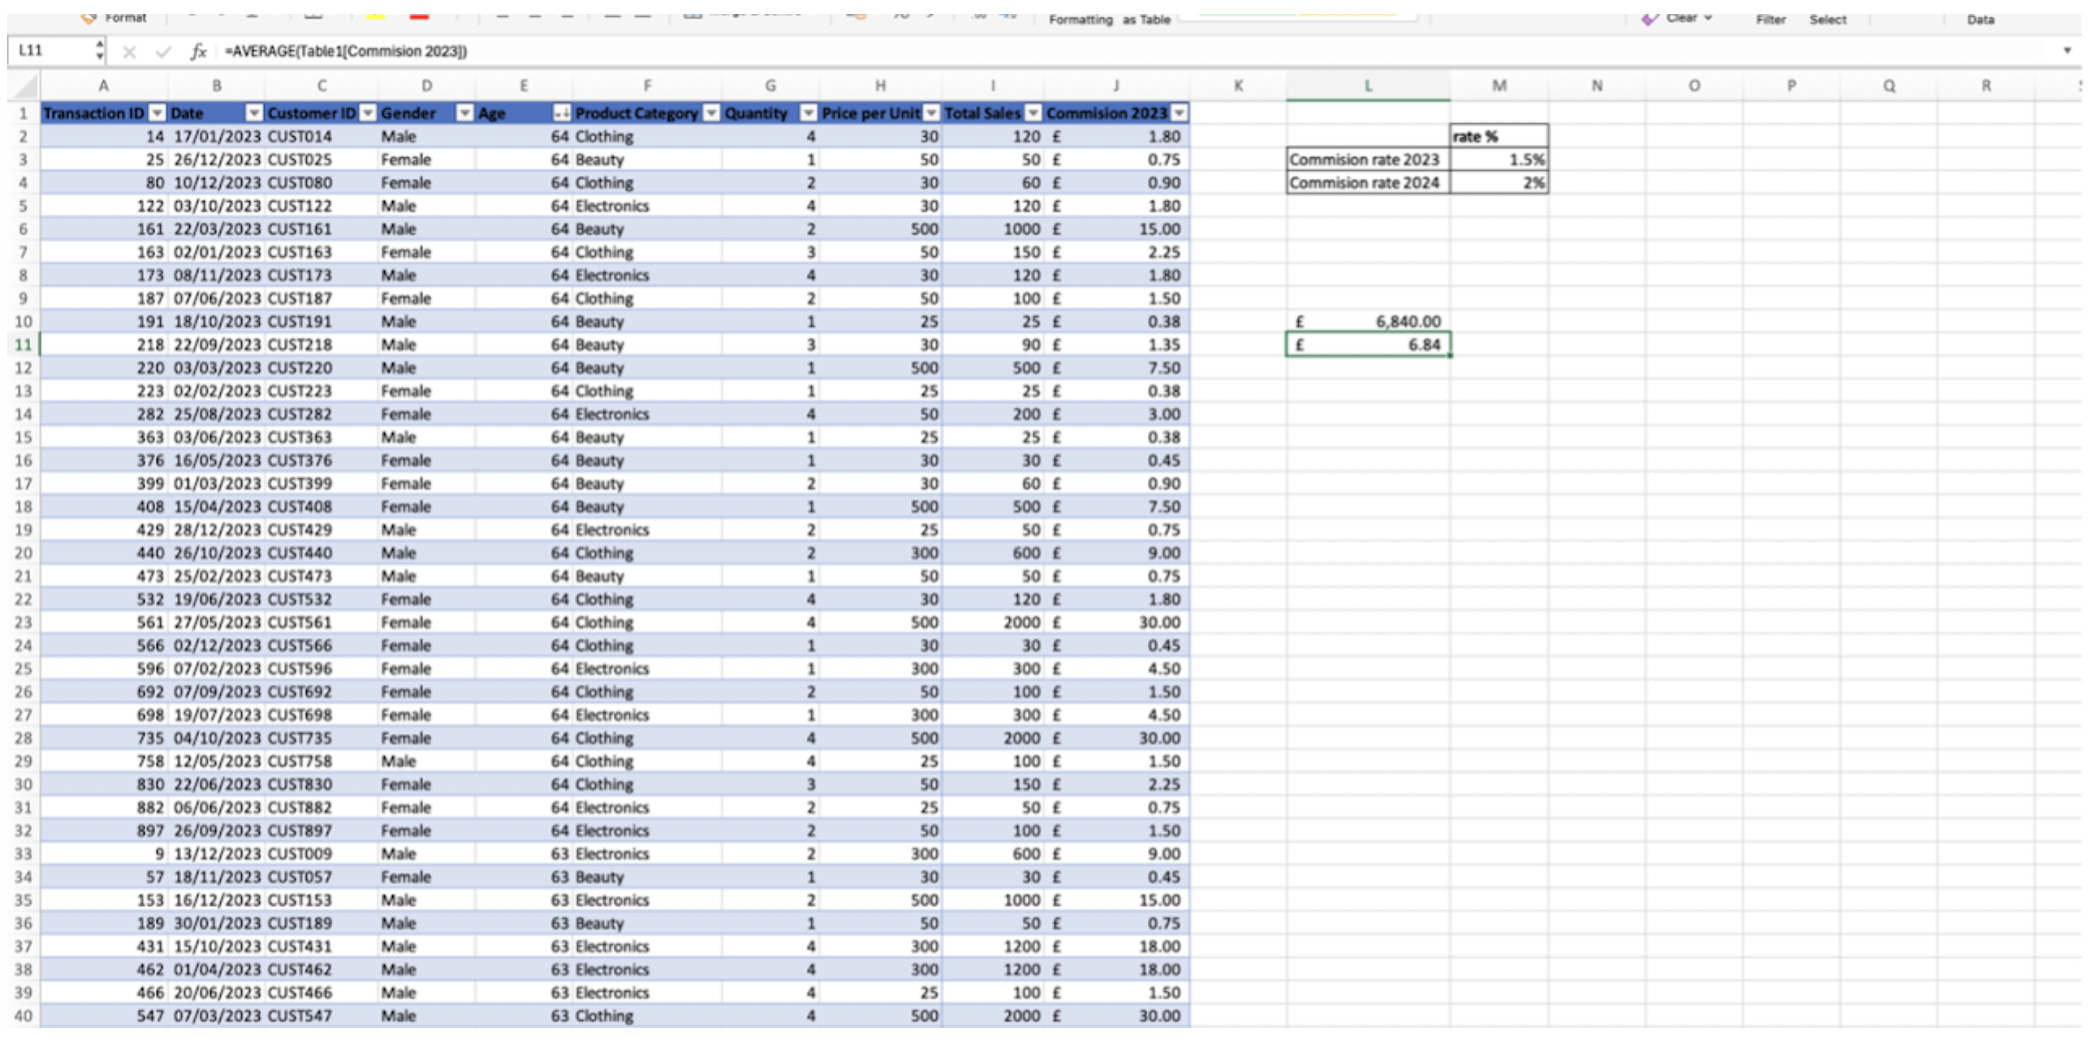 Format Formatting as Table Clear Filter Select Data
L11 fx =AVERAGE(Table1[Commision 2023])
A B C D E F G H I J K L M N O P Q R
1 Transaction ID Date Customer ID Gender Age Product Category Quantity Price per Unit Total Sales Commision 2023
2 14 17/01/2023 CUST014 Male 64 Clothing 4 30 120 £ 1.80 rate %
3 25 26/12/2023 CUST025 Female 64 Beauty 1 50 50 £ 0.75 Commision rate 2023 1.5%
4 80 10/12/2023 CUST080 Female 64 Clothing 2 30 60 £ 0.90 Commision rate 2024 2%
5 122 03/10/2023 CUST122 Male 64 Electronics 4 30 120 £ 1.80
6 161 22/03/2023 CUST161 Male 64 Beauty 2 500 1000 £ 15.00
7 163 02/01/2023 CUST163 Female 64 Clothing 3 50 150 £ 2.25
8 173 08/11/2023 CUST173 Male 64 Electronics 4 30 120 £ 1.80
9 187 07/06/2023 CUST187 Female 64 Clothing 2 50 100 £ 1.50
10 191 18/10/2023 CUST191 Male 64 Beauty 1 25 25 £ 0.38 £ 6,840.00
11 218 22/09/2023 CUST218 Male 64 Beauty 3 30 90 £ 1.35 £ 6.84
12 220 03/03/2023 CUST220 Male 64 Beauty 1 500 500 £ 7.50
13 223 02/02/2023 CUST223 Female 64 Clothing 1 25 25 £ 0.38
14 282 25/08/2023 CUST282 Female 64 Electronics 4 50 200 £ 3.00
15 363 03/06/2023 CUST363 Male 64 Beauty 1 25 25 £ 0.38
16 376 16/05/2023 CUST376 Female 64 Beauty 1 30 30 £ 0.45
17 399 01/03/2023 CUST399 Female 64 Beauty 2 30 60 £ 0.90
18 408 15/04/2023 CUST408 Female 64 Beauty 1 500 500 £ 7.50
19 429 28/12/2023 CUST429 Male 64 Electronics 2 25 50 £ 0.75
20 440 26/10/2023 CUST440 Male 64 Clothing 2 300 600 £ 9.00
21 473 25/02/2023 CUST473 Male 64 Beauty 1 50 50 £ 0.75
22 532 19/06/2023 CUST532 Female 64 Clothing 4 30 120 £ 1.80
23 561 27/05/2023 CUST561 Female 64 Clothing 4 500 2000 £ 30.00
24 566 02/12/2023 CUST566 Female 64 Clothing 1 30 30 £ 0.45
25 596 07/02/2023 CUST596 Female 64 Electronics 1 300 300 £ 4.50
26 692 07/09/2023 CUST692 Female 64 Clothing 2 50 100 £ 1.50
27 698 19/07/2023 CUST698 Female 64 Electronics 1 300 300 £ 4.50
28 735 04/10/2023 CUST735 Female 64 Clothing 4 500 2000 £ 30.00
29 758 12/05/2023 CUST758 Male 64 Clothing 4 25 100 £ 1.50
30 830 22/06/2023 CUST830 Female 64 Clothing 3 50 150 £ 2.25
31 882 06/06/2023 CUST882 Female 64 Electronics 2 25 50 £ 0.75
32 897 26/09/2023 CUST897 Female 64 Electronics 2 50 100 £ 1.50
33 9 13/12/2023 CUST009 Male 63 Electronics 2 300 600 £ 9.00
34 57 18/11/2023 CUST057 Female 63 Beauty 1 30 30 £ 0.45
35 153 16/12/2023 CUST153 Male 63 Electronics 2 500 1000 £ 15.00
36 189 30/01/2023 CUST189 Male 63 Beauty 1 50 50 £ 0.75
37 431 15/10/2023 CUST431 Male 63 Electronics 4 300 1200 £ 18.00
38 462 01/04/2023 CUST462 Male 63 Electronics 4 300 1200 £ 18.00
39 466 20/06/2023 CUST466 Male 63 Electronics 4 25 100 £ 1.50
40 547 07/03/2023 CUST547 Male 63 Clothing 4 500 2000 £ 30.00